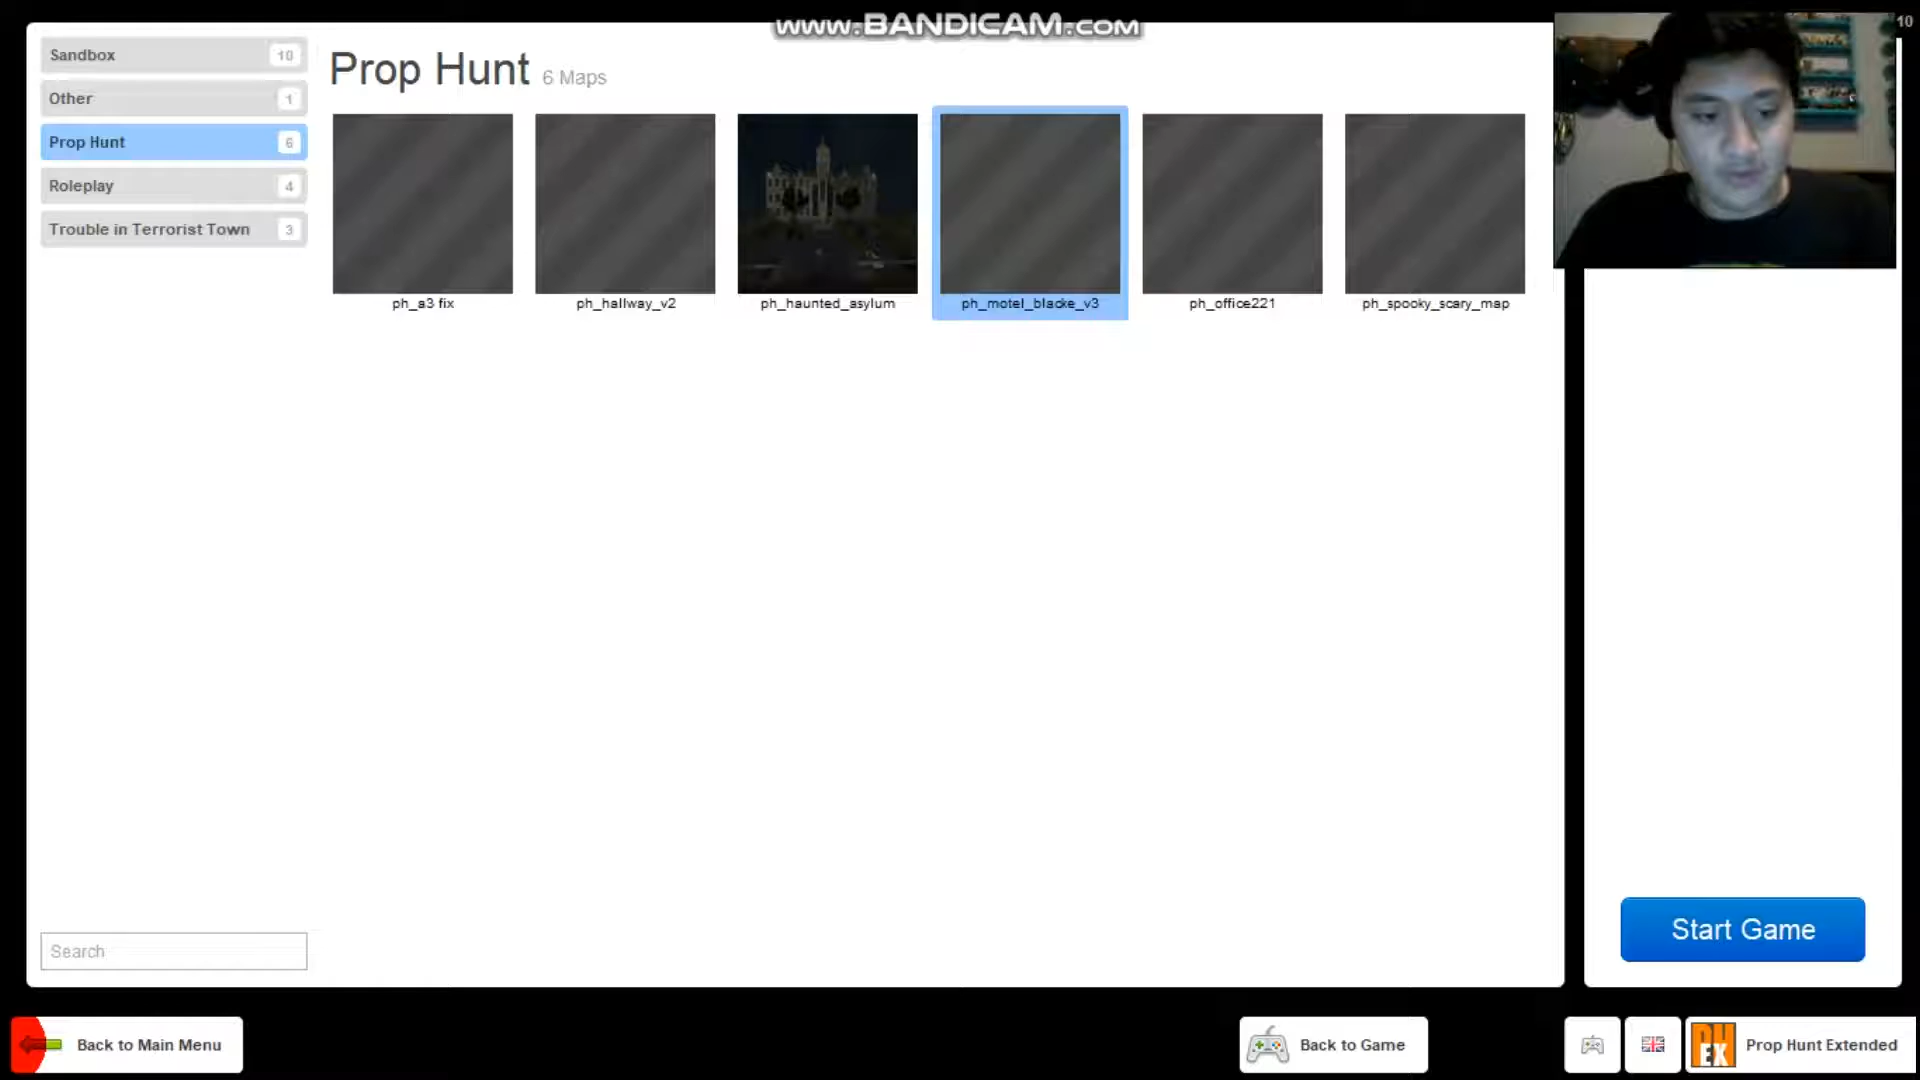 www.BANDICAM.com
10
Sandbox 10
Other 1
Prop Hunt 6
Roleplay 4
Trouble in Terrorist Town 3
Prop Hunt 6 Maps
ph_a3 fix
ph_hallway_v2
ph_haunted_asylum
ph_motel_blacke_v3
ph_office221
ph_spooky_scary_map
Search
Start Game
Back to Main Menu
Back to Game
PH
EX
Prop Hunt Extended